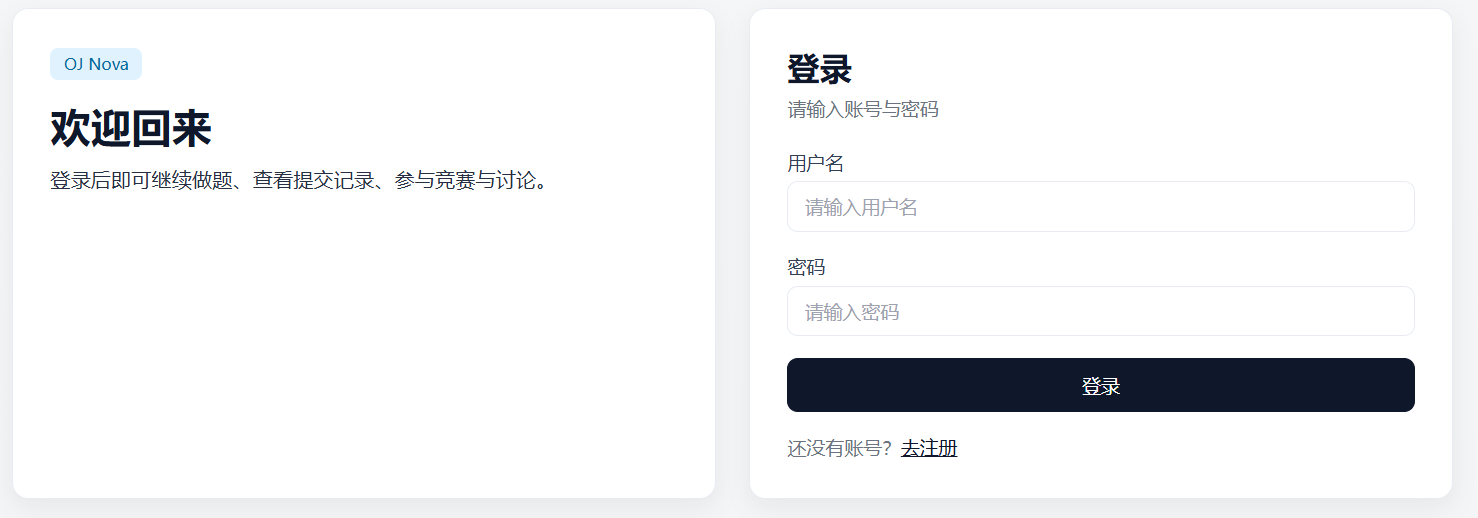 OJ Nova
欢迎回来
登录后即可继续做题、查看提交记录、参与竞赛与讨论。
登录
请输入账号与密码
用户名
请输入用户名
密码
请输入密码
登录
还没有账号？去注册